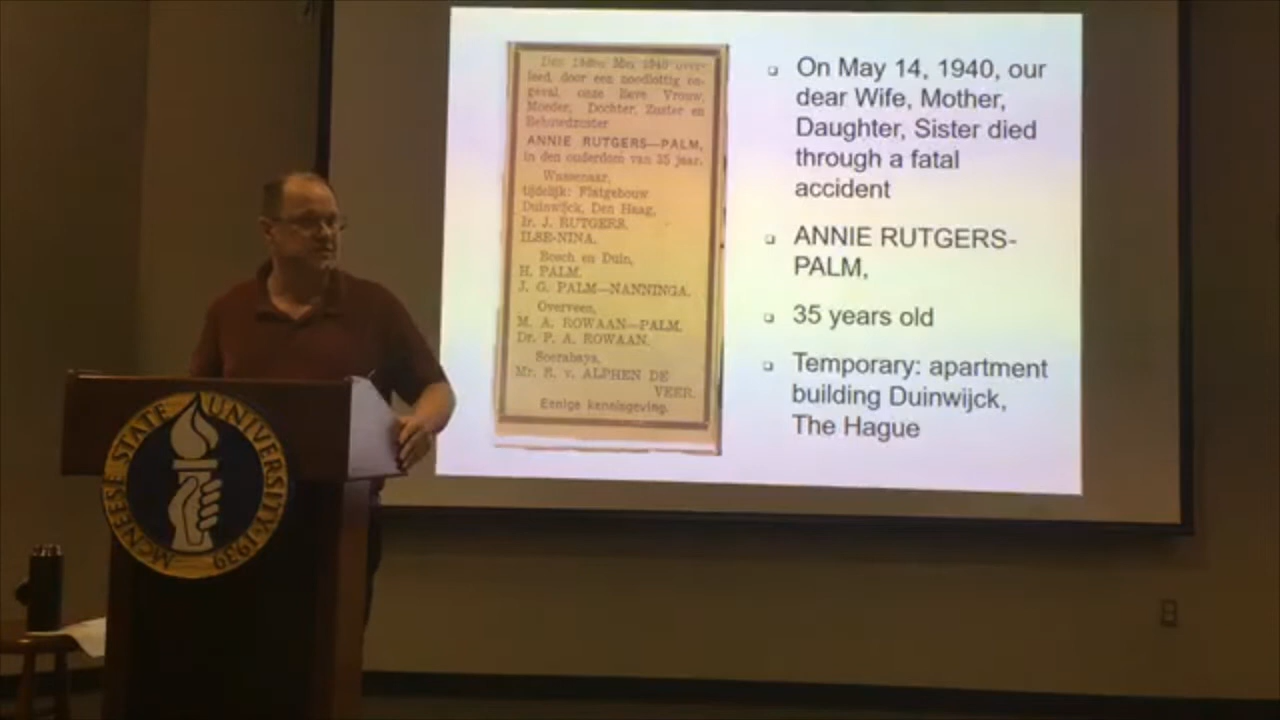 Den 14den Mei 1940 over-
leed, door een noodlottig on-
geval, onze lieve Vrouw,
Moeder, Dochter, Zuster en
Behuwdzuster
ANNIE RUTGERS—PALM,
in den ouderdom van 35 jaar.
Wassenaar,
tijdelijk: Flatgebouw
Duinwijck, Den Haag,
Ir. J. RUTGERS.
ILSE-NINA.
Bosch en Duin,
H. PALM.
J. G. PALM—NANNINGA.
Overveen,
M. A. ROWAAN—PALM.
Dr. P. A. ROWAAN.
Soerabaya,
Mr. R. v. ALPHEN DE
VEER.
Eenige kennisgeving.
On May 14, 1940, our
dear Wife, Mother,
Daughter, Sister died
through a fatal
accident
ANNIE RUTGERS-
PALM,
35 years old
Temporary: apartment
building Duinwijck,
The Hague
MCNEESE STATE UNIVERSITY · 1939